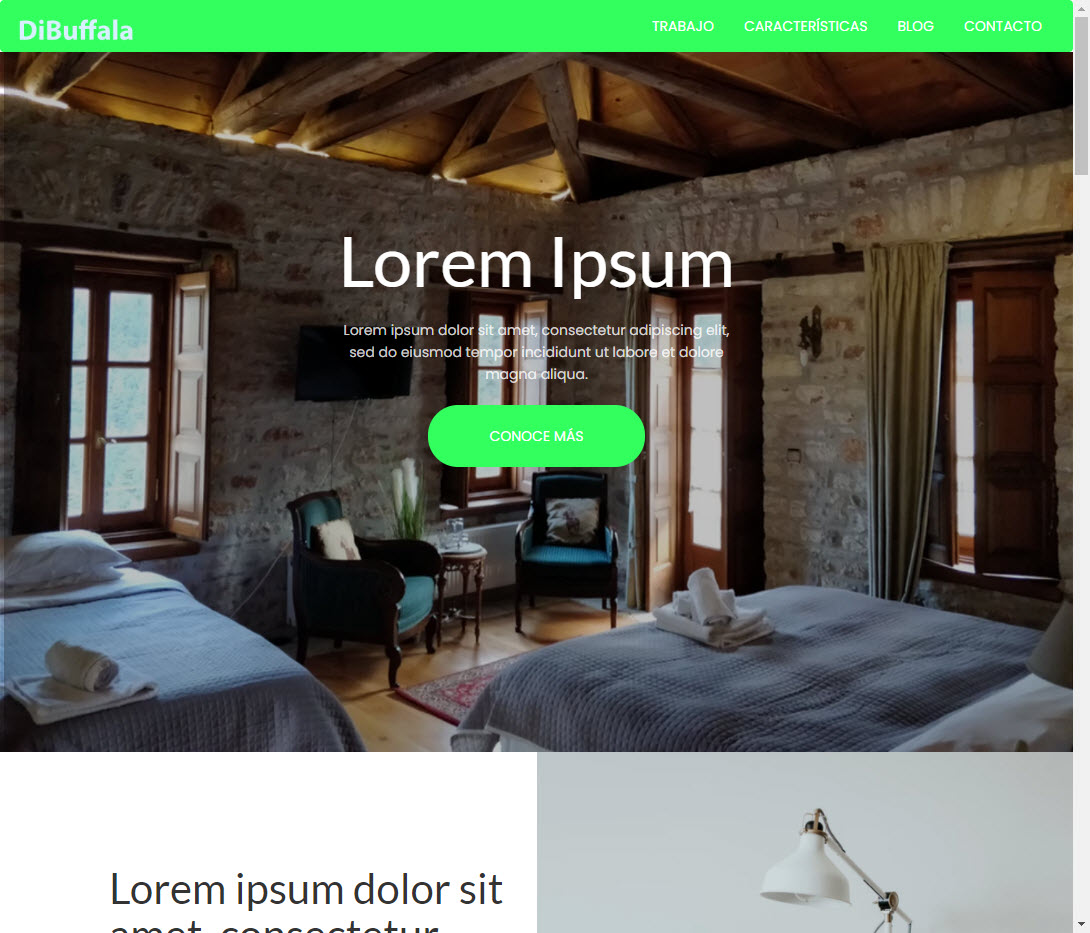 DiBuffala
TRABAJO CARACTERÍSTICAS BLOG CONTACTO
Lorem Ipsum
Lorem ipsum dolor sit amet, consectetur adipiscing elit,
sed do eiusmod tempor incididunt ut labore et dolore
magna aliqua.
CONOCE MÁS
Lorem ipsum dolor sit
amet, consectetur